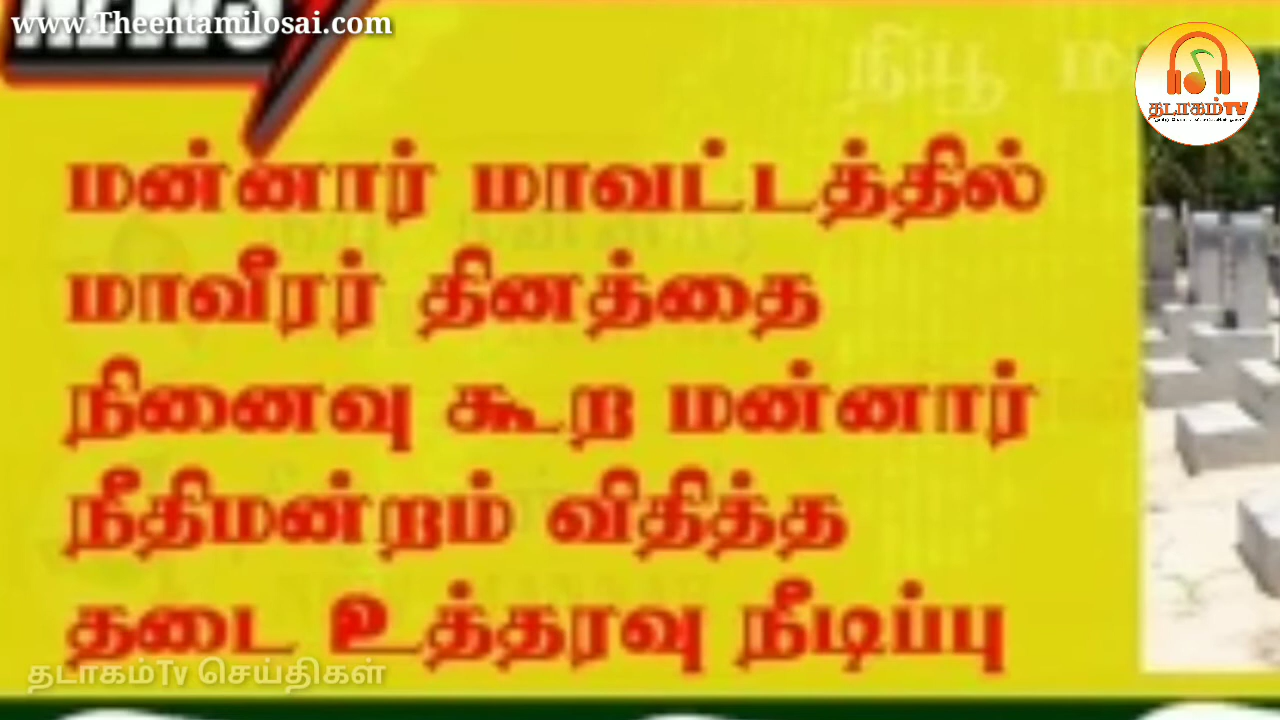 www.Theentamilosai.com
நியூ ம
தடாகம்TV
மன்னார் மாவட்டத்தில்
மாவீரர் தினத்தை
நினைவு கூற மன்னார்
நீதிமன்றம் விதித்த
தடை உத்தரவு நீடிப்பு
தடாகம்Tv செய்திகள்